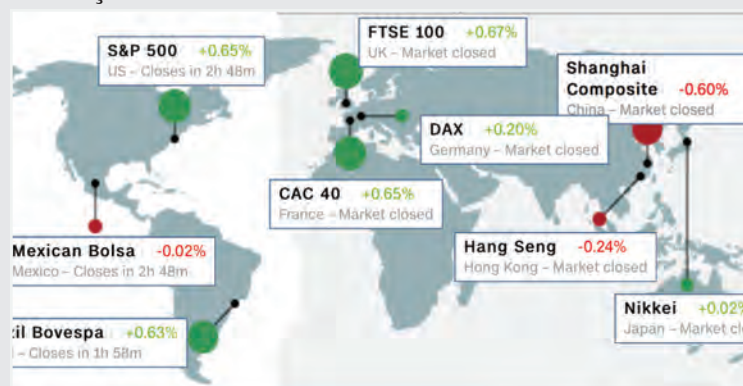 S&P 500 +0.65%
US – Closes in 2h 48m
FTSE 100 +0.67%
UK – Market closed
Shanghai
Composite -0.60%
China – Market closed
DAX +0.20%
Germany – Market closed
CAC 40 +0.65%
France – Market closed
Mexican Bolsa -0.02%
Mexico – Closes in 2h 48m
Hang Seng -0.24%
Hong Kong – Market closed
Nikkei +0.02%
Japan – Market clo
zil Bovespa +0.63%
– Closes in 1h 58m